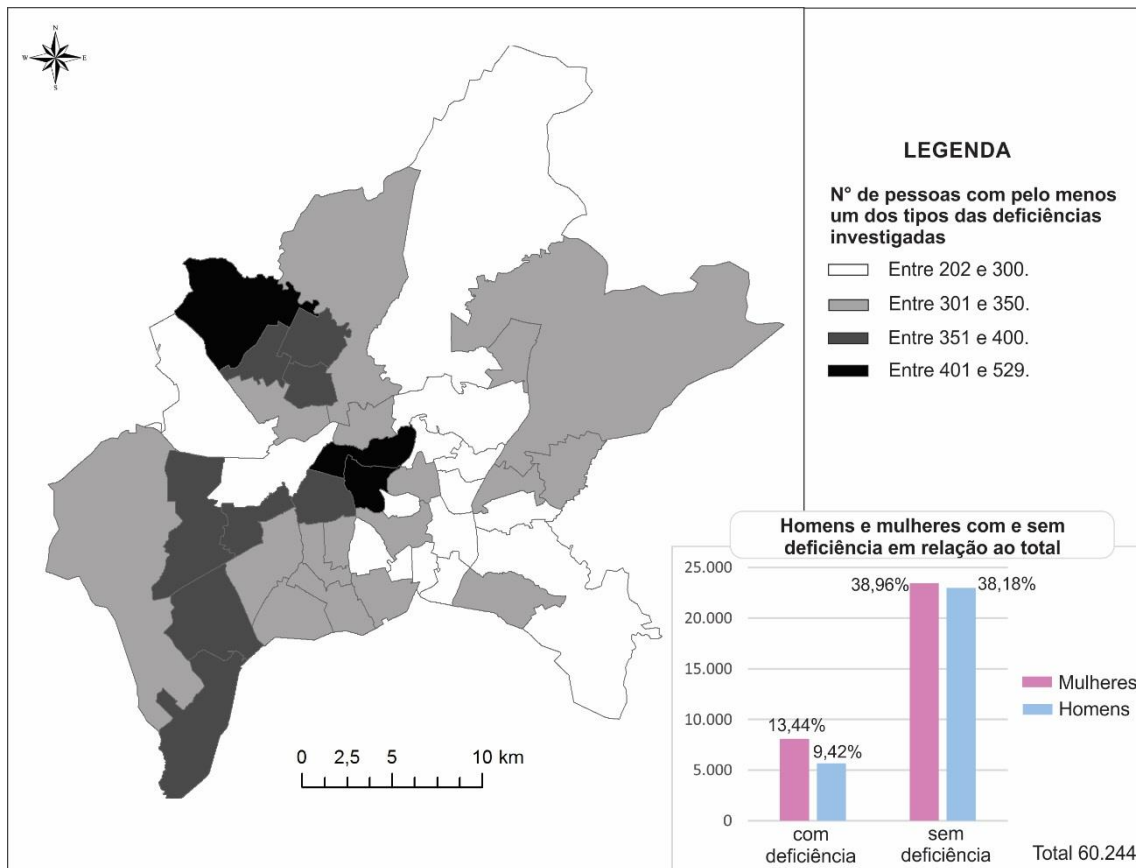 N
W
E
S
LEGENDA
N° de pessoas com pelo menos
um dos tipos das deficiências
investigadas
Entre 202 e 300.
Entre 301 e 350.
Entre 351 e 400.
Entre 401 e 529.
0 2,5 5 10 km
Homens e mulheres com e sem
deficiência em relação ao total
25.000
20.000
15.000
10.000
5.000
0
38,96%
38,18%
13,44%
9,42%
Mulheres
Homens
com
deficiência
sem
deficiência
Total 60.244